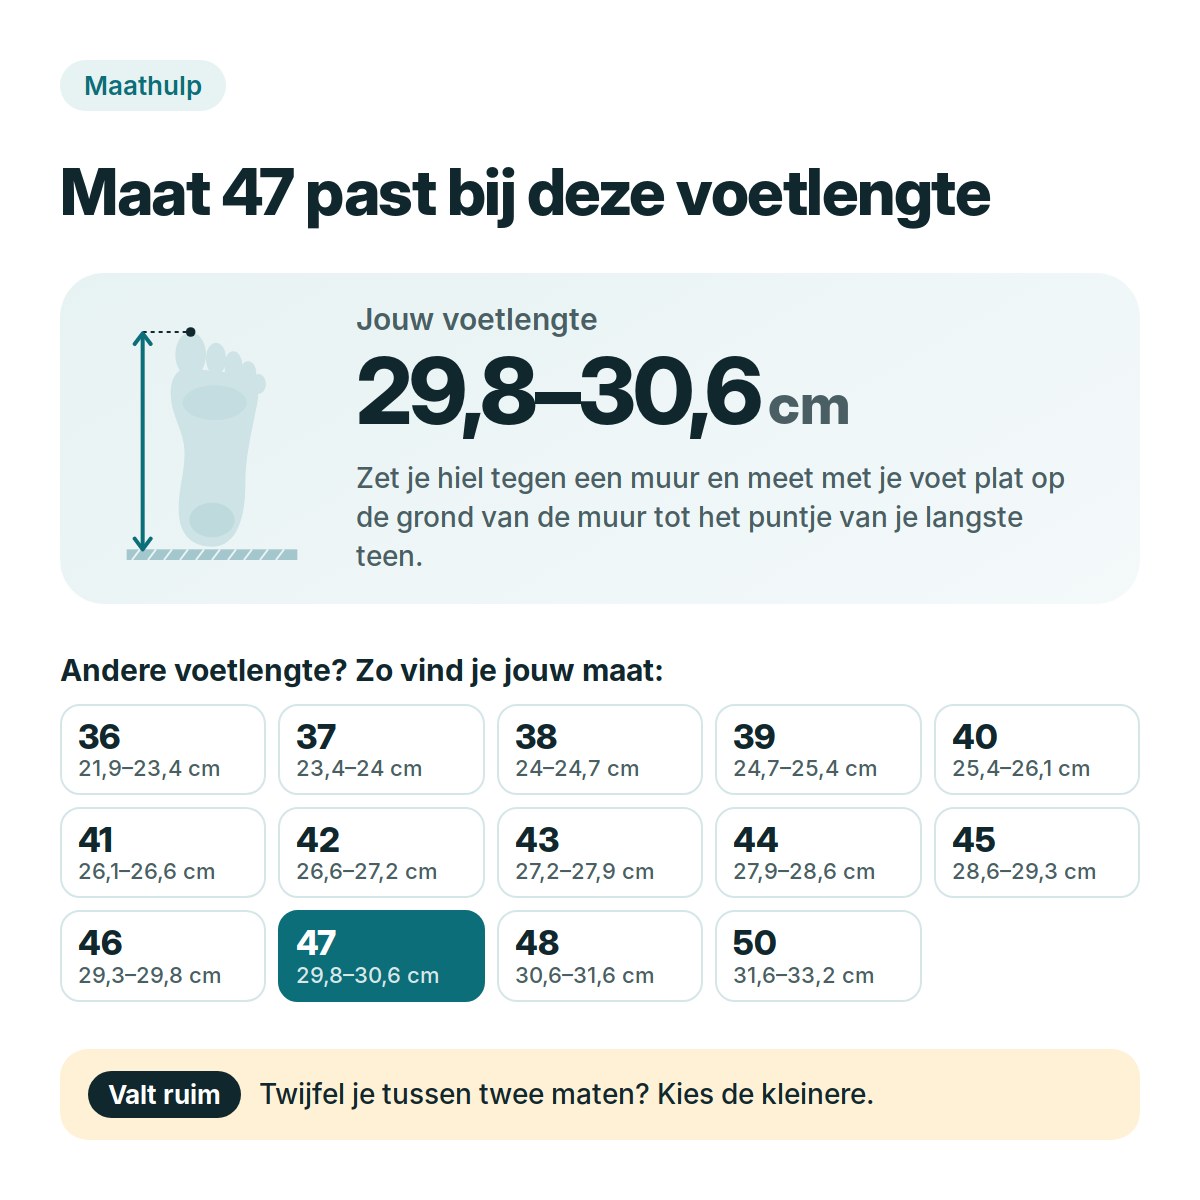 Maathulp
Maat 47 past bij deze voetlengte
Jouw voetlengte
29,8–30,6 cm
Zet je hiel tegen een muur en meet met je voet plat op
de grond van de muur tot het puntje van je langste
teen.
Andere voetlengte? Zo vind je jouw maat:
36
21,9–23,4 cm
37
23,4–24 cm
38
24–24,7 cm
39
24,7–25,4 cm
40
25,4–26,1 cm
41
26,1–26,6 cm
42
26,6–27,2 cm
43
27,2–27,9 cm
44
27,9–28,6 cm
45
28,6–29,3 cm
46
29,3–29,8 cm
47
29,8–30,6 cm
48
30,6–31,6 cm
50
31,6–33,2 cm
Valt ruim
Twijfel je tussen twee maten? Kies de kleinere.